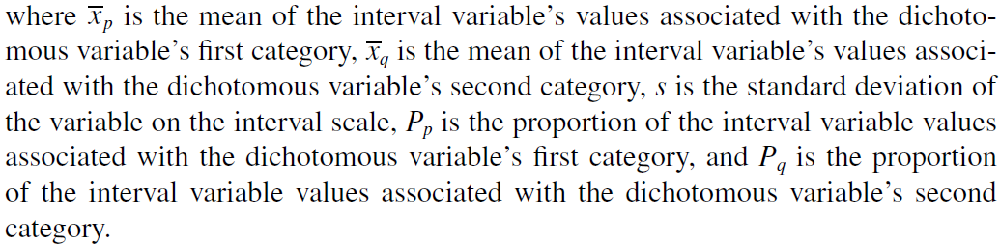 where x̄ₚ is the mean of the interval variable’s values associated with the dichoto-
mous variable’s first category, x̄_q is the mean of the interval variable’s values associ-
ated with the dichotomous variable’s second category, s is the standard deviation of
the variable on the interval scale, Pₚ is the proportion of the interval variable values
associated with the dichotomous variable’s first category, and P_q is the proportion
of the interval variable values associated with the dichotomous variable’s second
category.